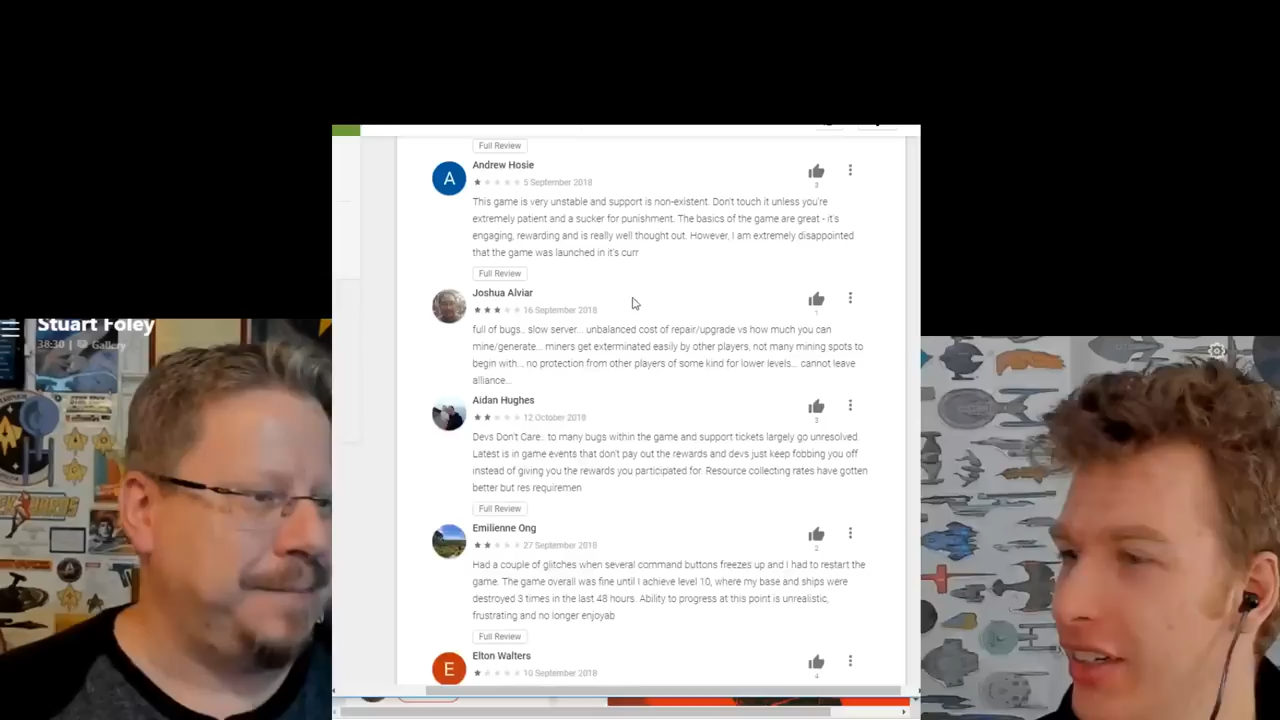 Full Review
Andrew Hosie
5 September 2018
3
This game is very unstable and support is non-existent. Don't touch it unless you're
extremely patient and a sucker for punishment. The basics of the game are great - it's
engaging, rewarding and is really well thought out. However, I am extremely disappointed
that the game was launched in it's curr
Full Review
A
Joshua Alviar
16 September 2018
1
full of bugs.. slow server... unbalanced cost of repair/upgrade vs how much you can
mine/generate... miners get exterminated easily by other players, not many mining spots to
begin with... no protection from other players of some kind for lower levels... cannot leave
alliance...
Stuart Foley
38:30 | Gallery
Aidan Hughes
12 October 2018
3
Devs Don't Care:. to many bugs within the game and support tickets largely go unresolved.
Latest is in game events that don't pay out the rewards and devs just keep fobbing you off
instead of giving you the rewards you participated for. Resource collecting rates have gotten
better but res requiremen
Full Review
Emilienne Ong
27 September 2018
2
Had a couple of glitches when several command buttons freezes up and I had to restart the
game. The game overall was fine until I achieve level 10, where my base and ships were
destroyed 3 times in the last 48 hours. Ability to progress at this point is unrealistic,
frustrating and no longer enjoyab
Full Review
E
Elton Walters
10 September 2018
4